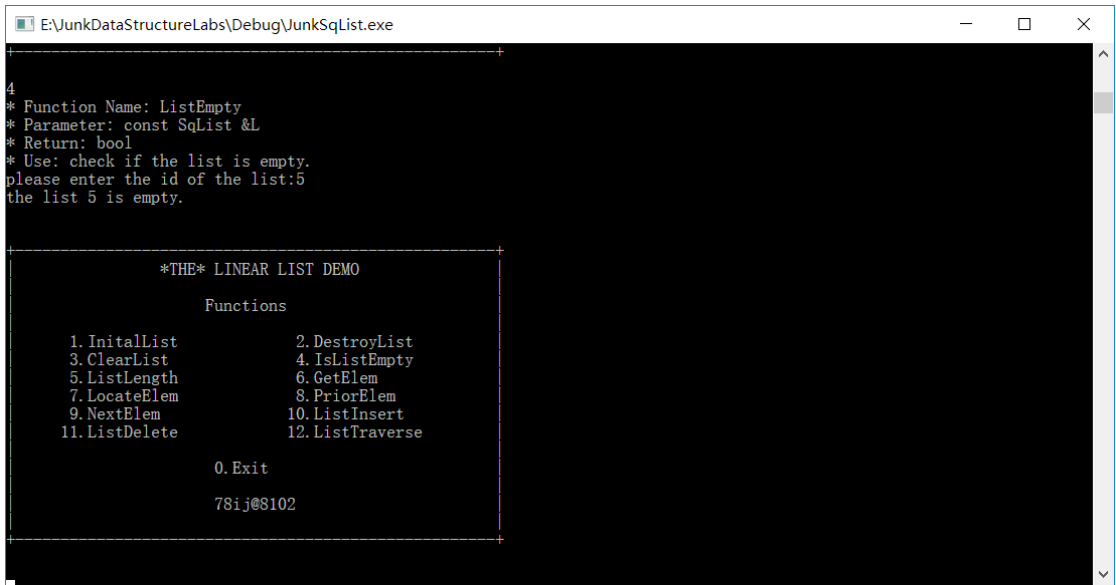 E:\JunkDataStructureLabs\Debug\JunkSqList.exe
4
* Function Name: ListEmpty
* Parameter: const SqList &L
* Return: bool
* Use: check if the list is empty.
please enter the id of the list:5
the list 5 is empty.
*THE* LINEAR LIST DEMO
Functions
1.InitalList 2.DestroyList
3.ClearList 4.IsListEmpty
5.ListLength 6.GetElem
7.LocateElem 8.PriorElem
9.NextElem 10.ListInsert
11.ListDelete 12.ListTraverse
0.Exit
78ij@8102